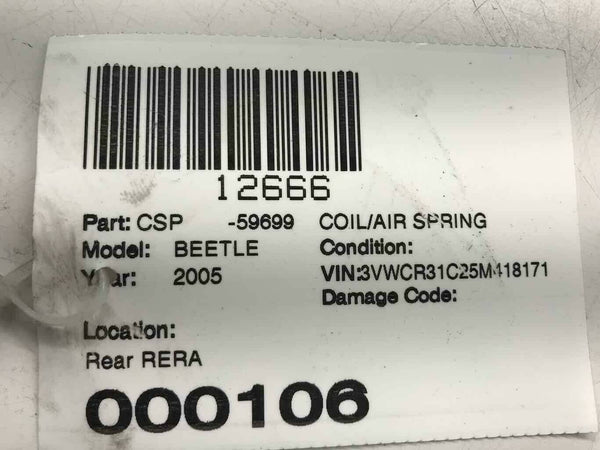 12666
Part: CSP -59699 COIL/AIR SPRING
Model: BEETLE Condition:
Year: 2005 VIN:3VWCR31C25M418171
Damage Code:
Location:
Rear RERA
000106